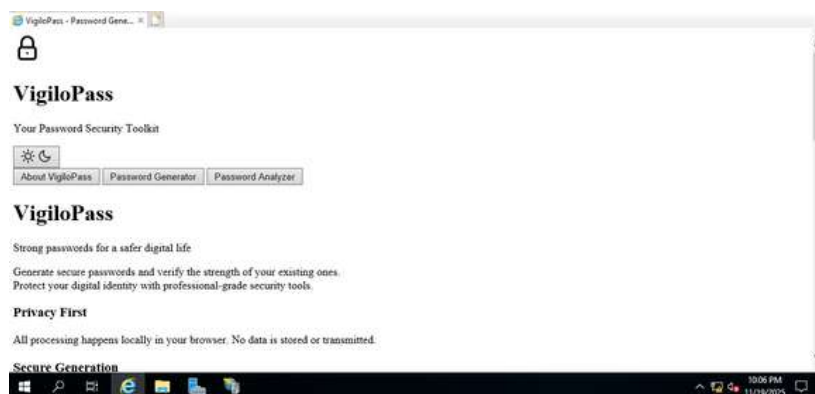 VigiloPass - Password Gene...
VigiloPass
Your Password Security Toolkit
About VigiloPass
Password Generator
Password Analyzer
VigiloPass
Strong passwords for a safer digital life
Generate secure passwords and verify the strength of your existing ones.
Protect your digital identity with professional-grade security tools.
Privacy First
All processing happens locally in your browser. No data is stored or transmitted.
Secure Generation
10:06 PM
11/19/2025